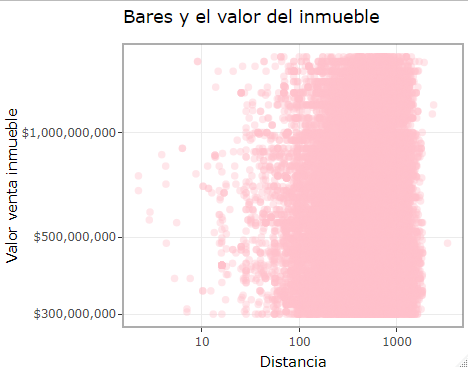 Bares y el valor del inmueble
Valor venta inmueble
$1,000,000,000
$500,000,000
$300,000,000
10
100
1000
Distancia